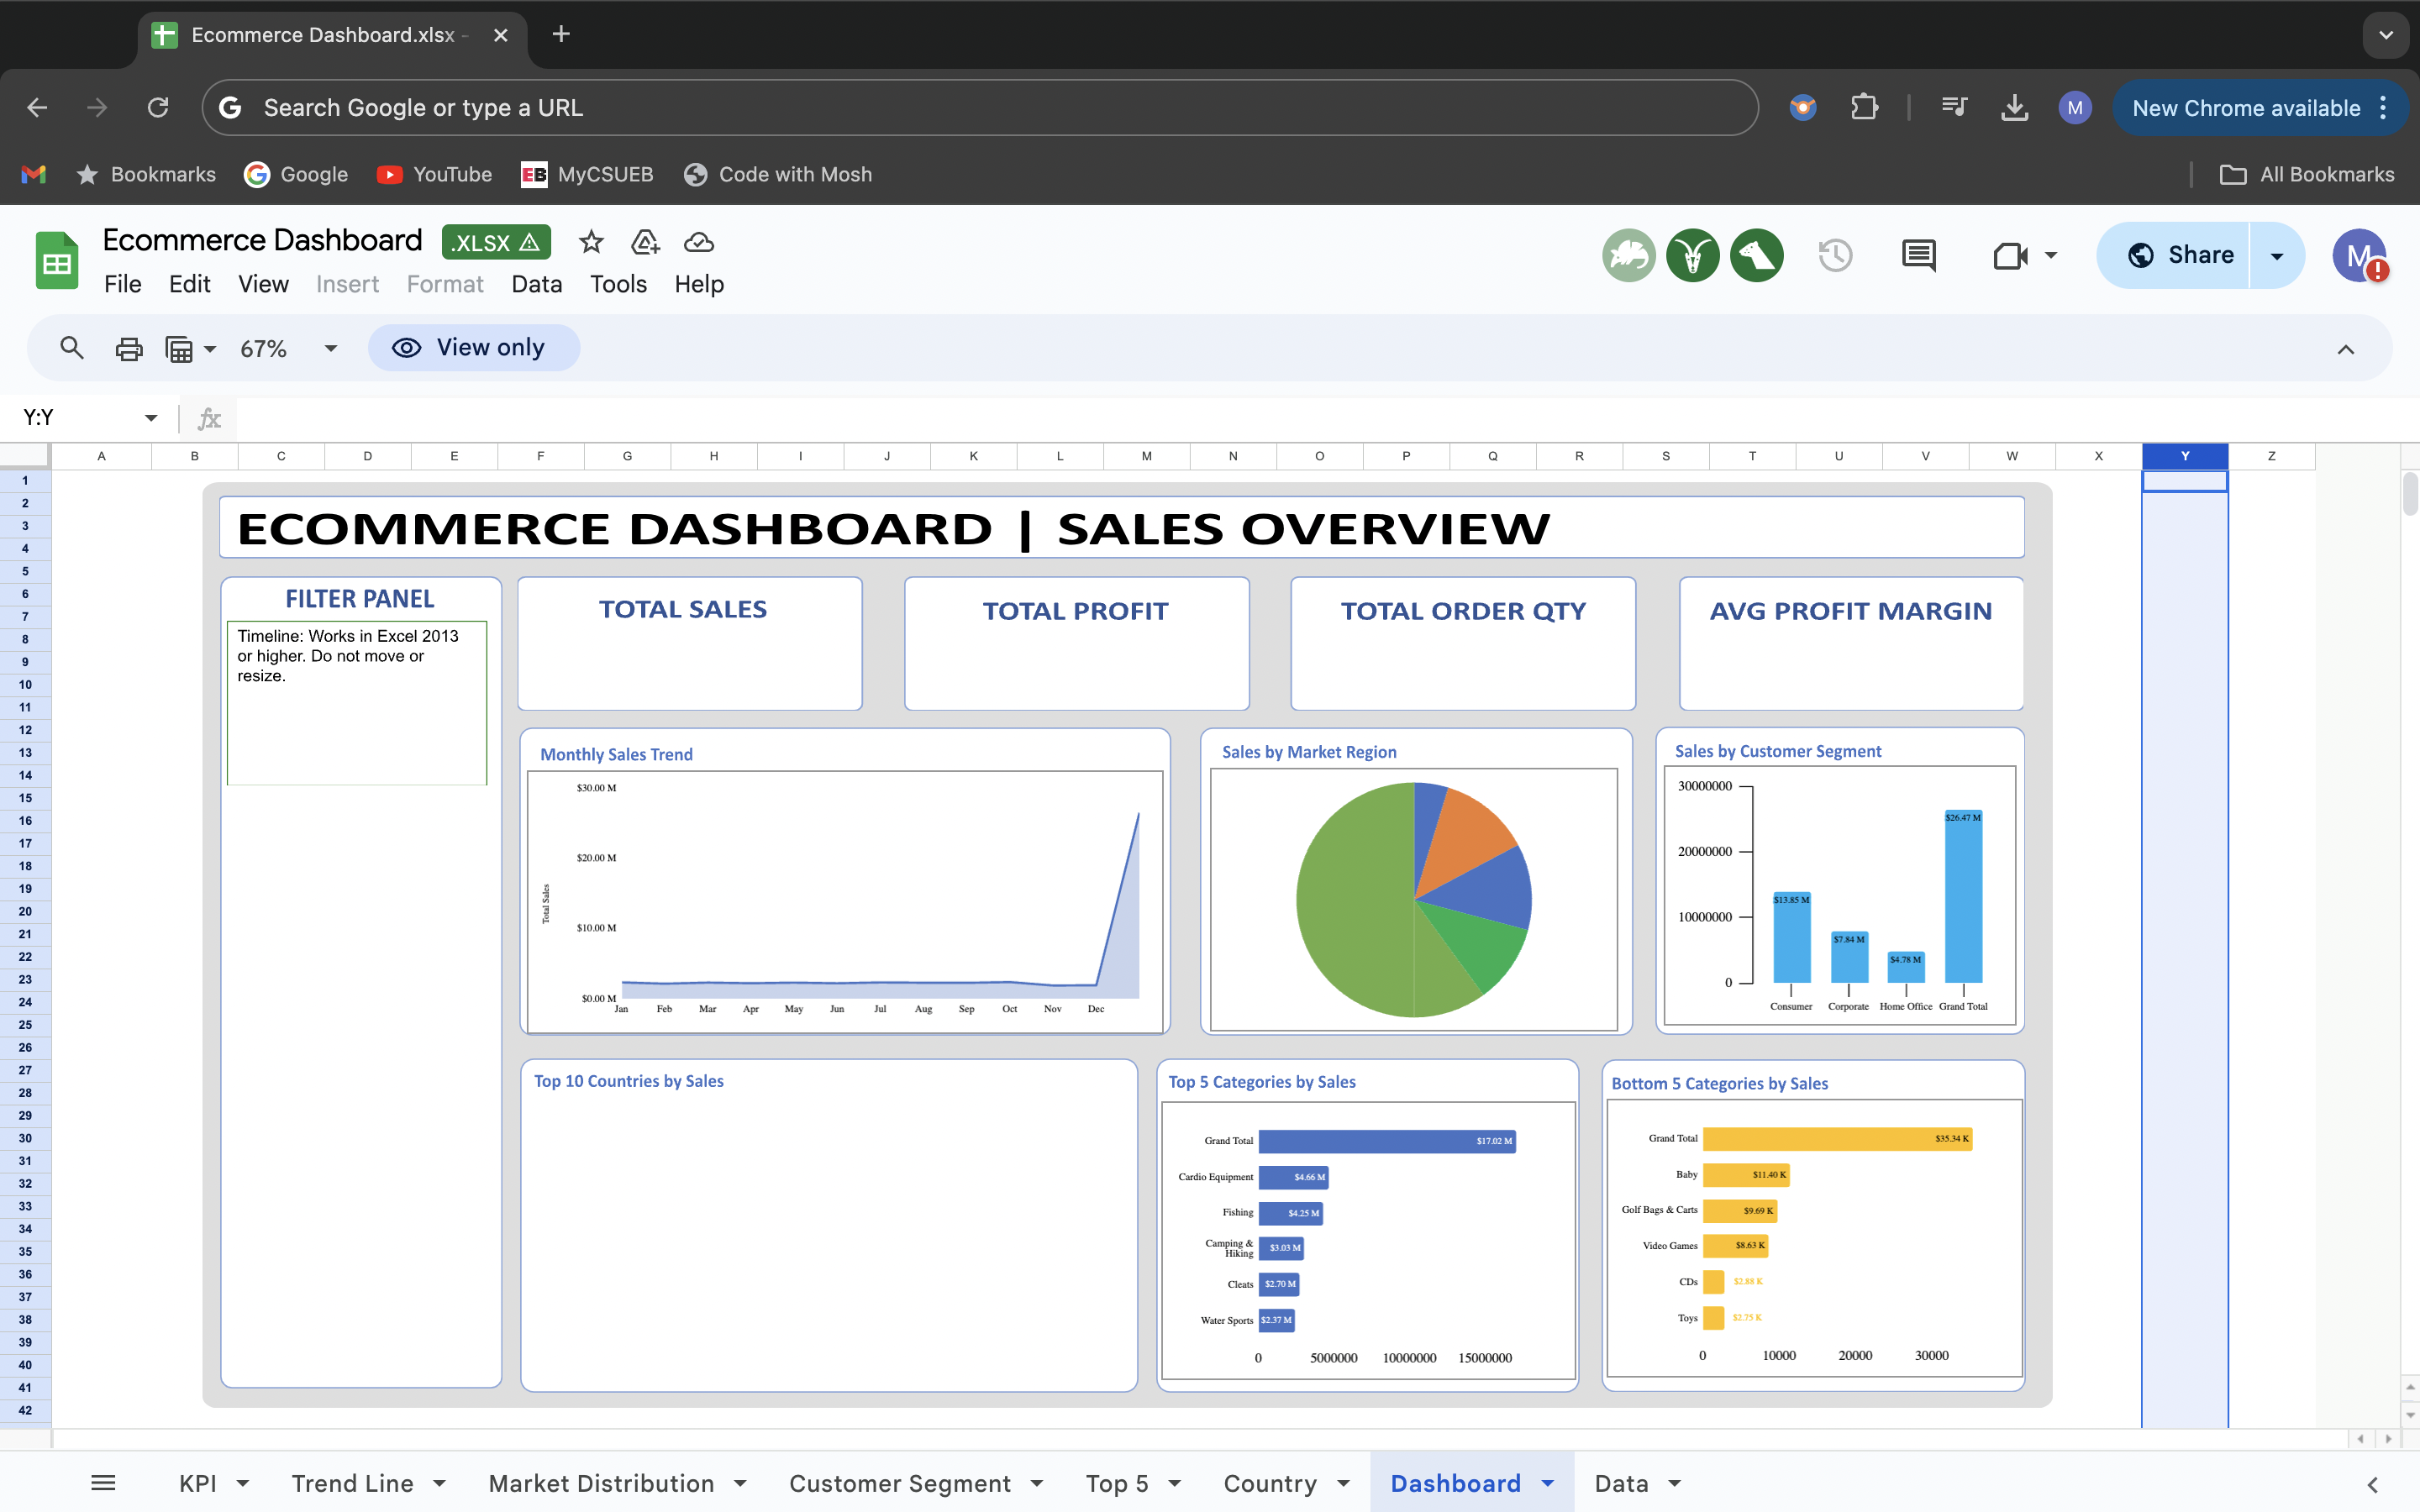 Ecommerce Dashboard.xlsx -
Search Google or type a URL
M
New Chrome available
Bookmarks
Google
YouTube
EB MyCSUEB
Code with Mosh
All Bookmarks
Ecommerce Dashboard
.XLSX
File Edit View Insert Format Data Tools Help
Share
M
67%
View only
Y:Y
fx
A B C D E F G H I J K L M N O P Q R S T U V W X Y Z
1
2
3
4
5
6
7
8
9
10
11
12
13
14
15
16
17
18
19
20
21
22
23
24
25
26
27
28
29
30
31
32
33
34
35
36
37
38
39
40
41
42
ECOMMERCE DASHBOARD | SALES OVERVIEW
FILTER PANEL
Timeline: Works in Excel 2013
or higher. Do not move or
resize.
TOTAL SALES
TOTAL PROFIT
TOTAL ORDER QTY
AVG PROFIT MARGIN
Monthly Sales Trend
Total Sales
$30.00 M
$20.00 M
$10.00 M
$0.00 M
Jan Feb Mar Apr May Jun Jul Aug Sep Oct Nov Dec
Sales by Market Region
Sales by Customer Segment
30000000
20000000
10000000
0
$13.85 M
$7.84 M
$4.78 M
$26.47 M
Consumer Corporate Home Office Grand Total
Top 10 Countries by Sales
Top 5 Categories by Sales
Grand Total $17.02 M
Cardio Equipment $4.66 M
Fishing $4.25 M
Camping &
Hiking $3.03 M
Cleats $2.70 M
Water Sports $2.37 M
0 5000000 10000000 15000000
Bottom 5 Categories by Sales
Grand Total $35.34 K
Baby $11.40 K
Golf Bags & Carts $9.69 K
Video Games $8.63 K
CDs $2.88 K
Toys $2.75 K
0 10000 20000 30000
KPI
Trend Line
Market Distribution
Customer Segment
Top 5
Country
Dashboard
Data